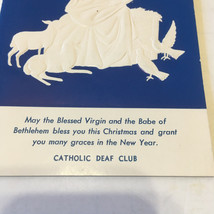 May the Blessed Virgin and the Bobe of
Bethlehem bless you this Christmas and grant
you many graces in the New Year.
CATHOLIC DEAF CLUB